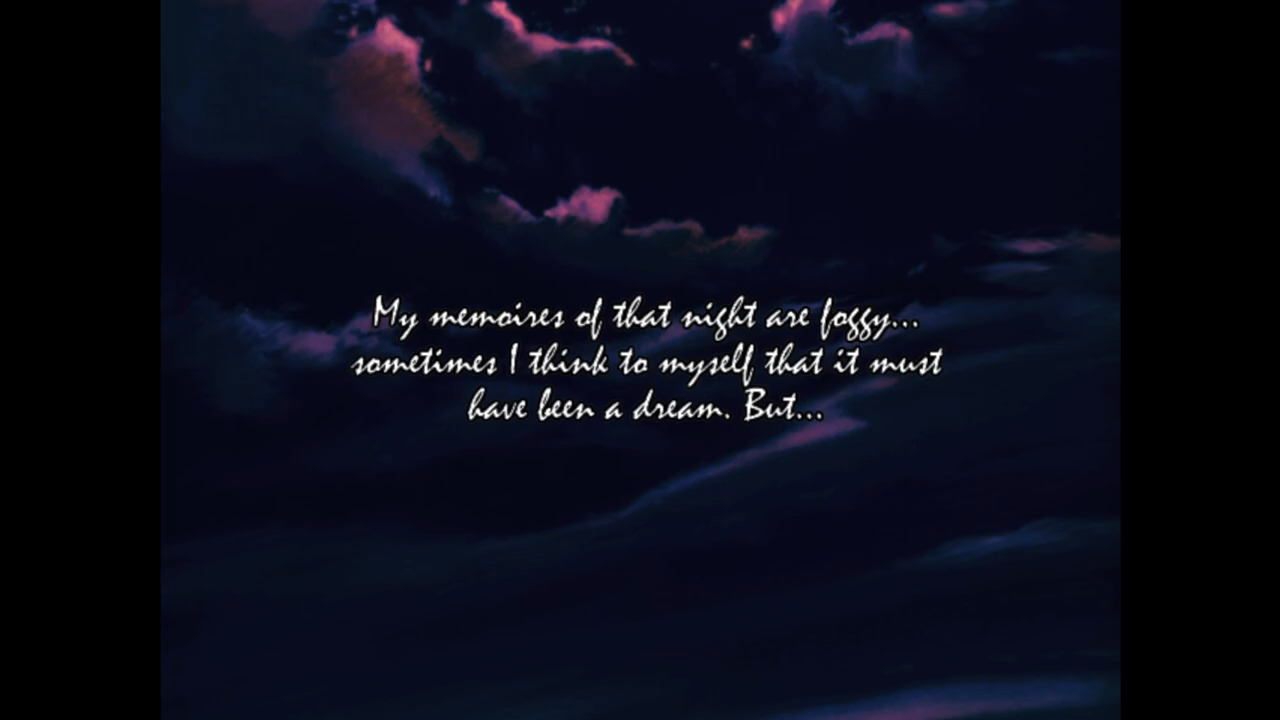 My memoires of that night are foggy...
sometimes I think to myself that it must
have been a dream. But...